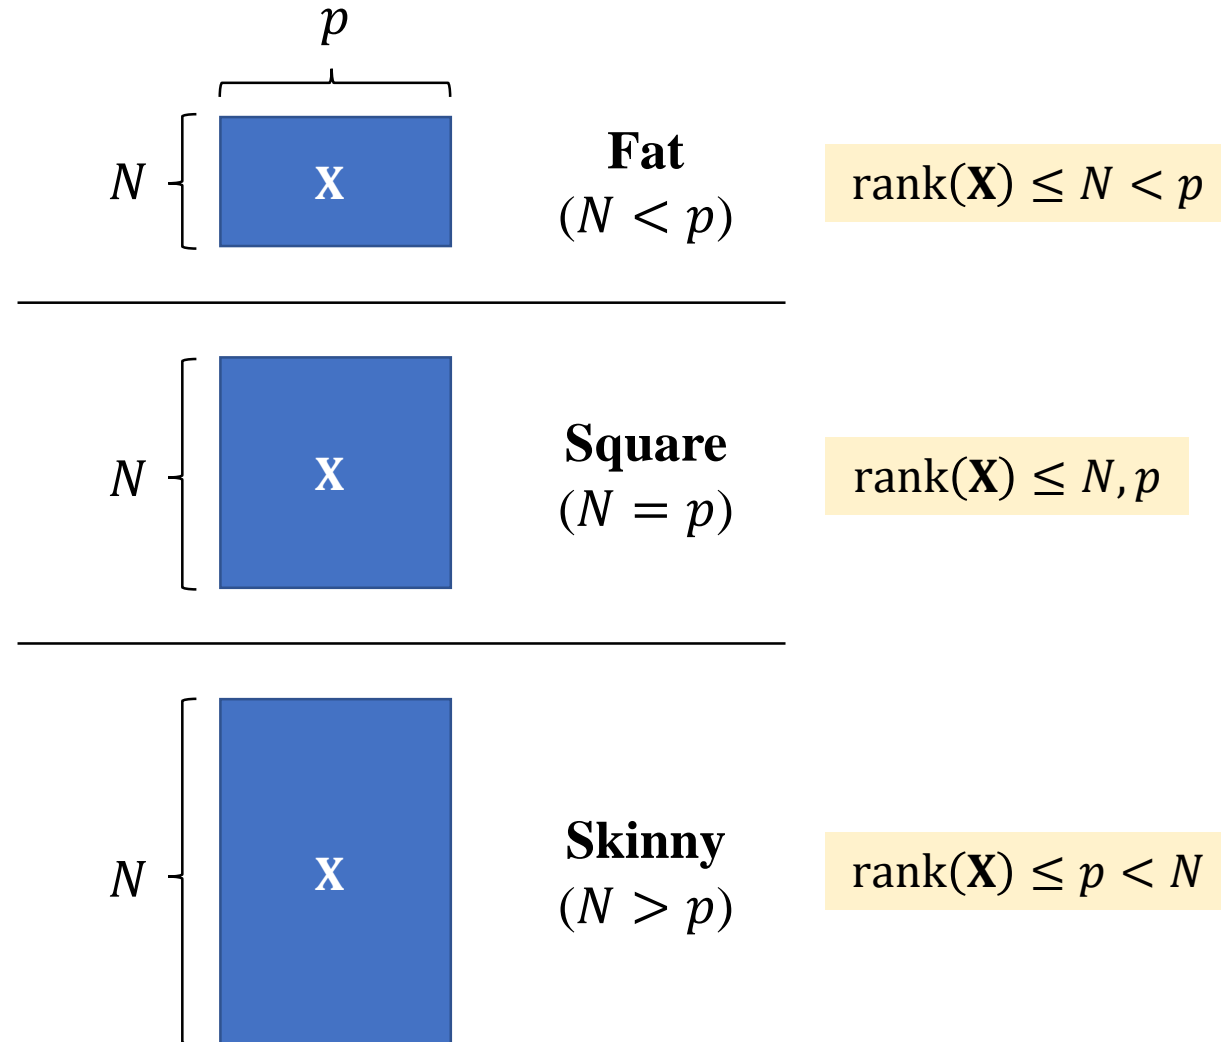 p
N
X
Fat
(N < p)
rank(X) ≤ N < p
N
X
Square
(N = p)
rank(X) ≤ N, p
N
X
Skinny
(N > p)
rank(X) ≤ p < N